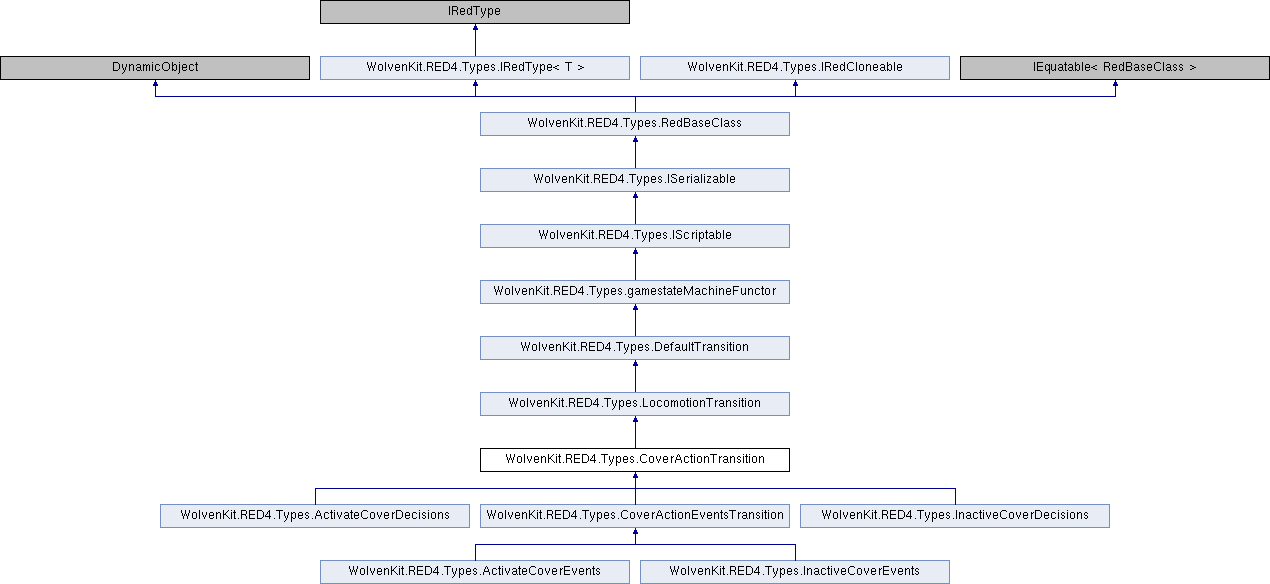 IRedType
DynamicObject
WolvenKit.RED4.Types.IRedType< T >
WolvenKit.RED4.Types.IRedCloneable
IEquatable< RedBaseClass >
WolvenKit.RED4.Types.RedBaseClass
WolvenKit.RED4.Types.ISerializable
WolvenKit.RED4.Types.IScriptable
WolvenKit.RED4.Types.gamestateMachineFunctor
WolvenKit.RED4.Types.DefaultTransition
WolvenKit.RED4.Types.LocomotionTransition
WolvenKit.RED4.Types.CoverActionTransition
WolvenKit.RED4.Types.ActivateCoverDecisions
WolvenKit.RED4.Types.CoverActionEventsTransition
WolvenKit.RED4.Types.InactiveCoverDecisions
WolvenKit.RED4.Types.ActivateCoverEvents
WolvenKit.RED4.Types.InactiveCoverEvents